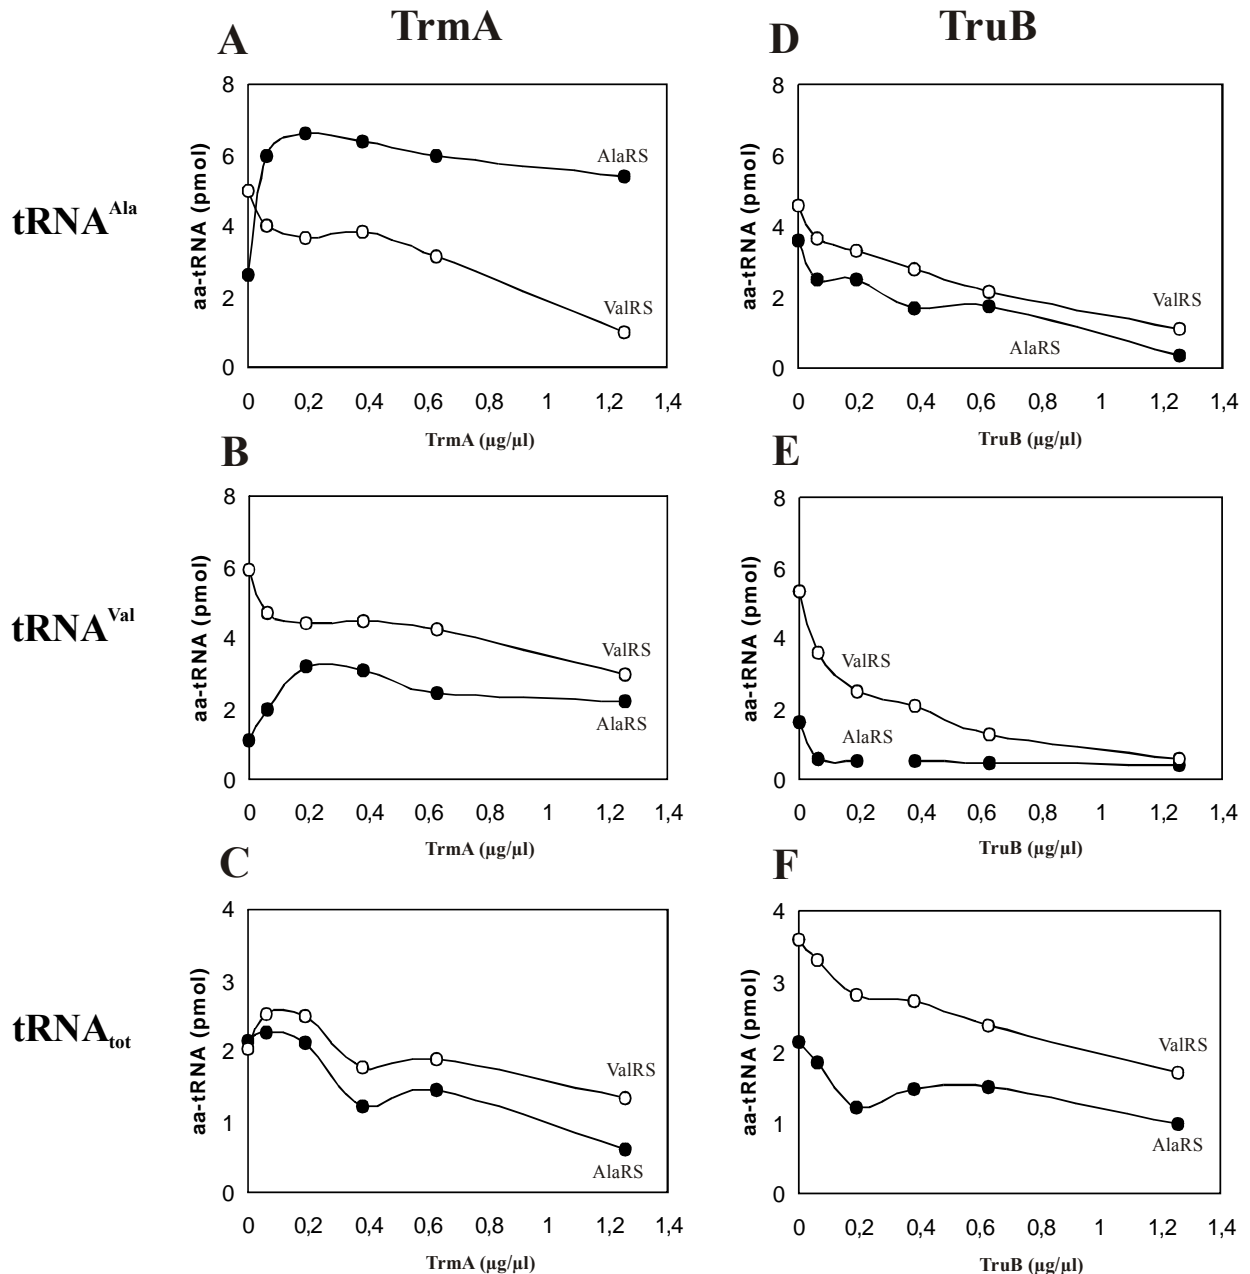 TrmA
TruB
A
8
6
4
2
0
aa-tRNA (pmol)
AlaRS
ValRS
0 0,2 0,4 0,6 0,8 1 1,2 1,4
TrmA (µg/µl)
D
8
6
4
2
0
aa-tRNA (pmol)
ValRS
AlaRS
0 0,2 0,4 0,6 0,8 1 1,2 1,4
TruB (µg/µl)
tRNA^Ala
B
8
6
4
2
0
aa-tRNA (pmol)
ValRS
AlaRS
0 0,2 0,4 0,6 0,8 1 1,2 1,4
TrmA (µg/µl)
E
8
6
4
2
0
aa-tRNA (pmol)
ValRS
AlaRS
0 0,2 0,4 0,6 0,8 1 1,2 1,4
TruB (µg/µl)
tRNA^Val
C
4
3
2
1
0
aa-tRNA (pmol)
ValRS
AlaRS
0 0,2 0,4 0,6 0,8 1 1,2 1,4
TrmA (µg/µl)
F
4
3
2
1
0
aa-tRNA (pmol)
ValRS
AlaRS
0 0,2 0,4 0,6 0,8 1 1,2 1,4
TruB (µg/µl)
tRNA_tot